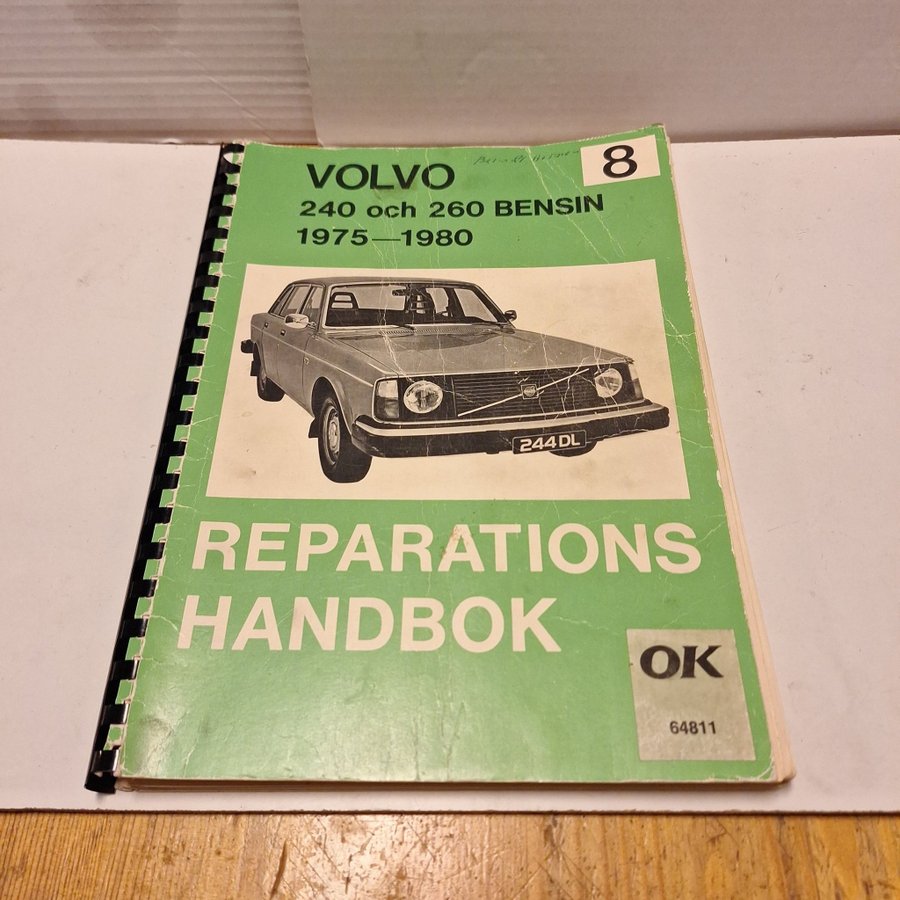 8
VOLVO
240 och 260 BENSIN
1975—1980
244DL
REPARATIONS
HANDBOK
OK
64811